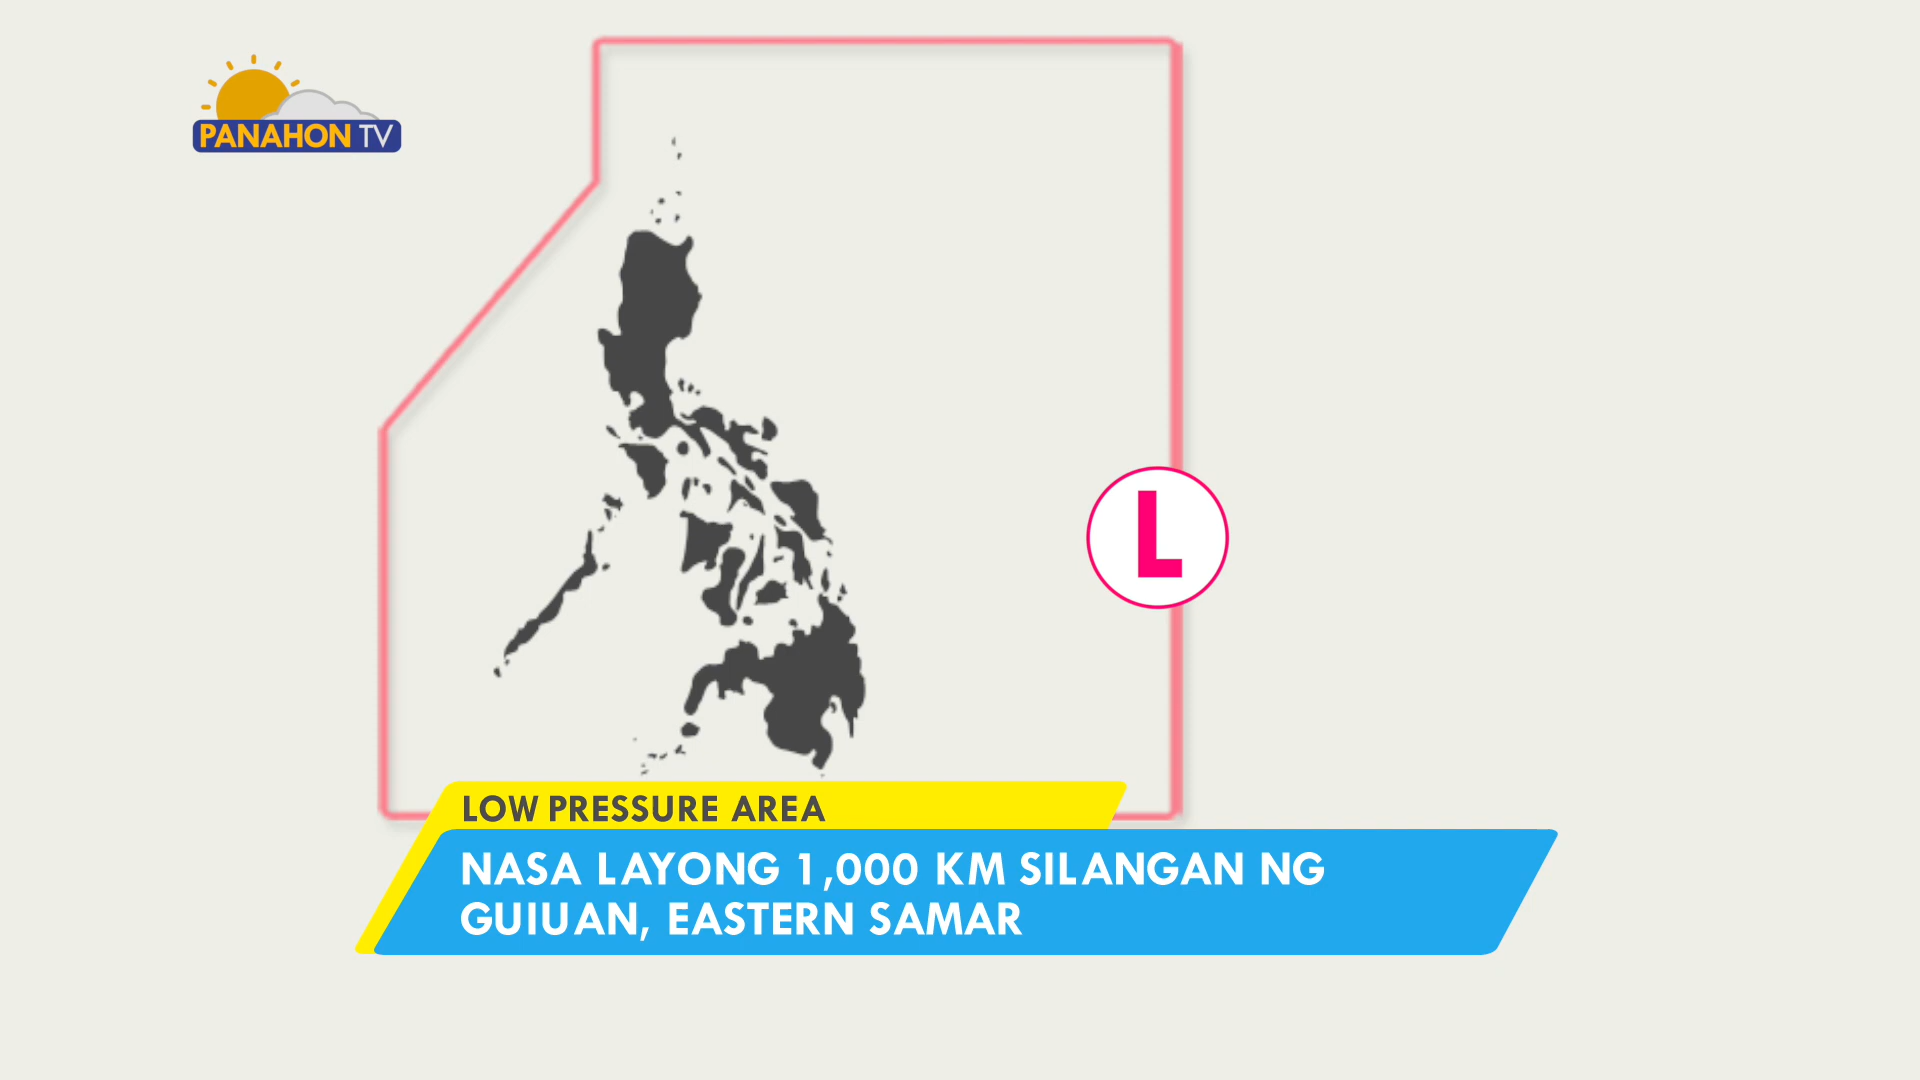 PANAHON TV
L
LOW PRESSURE AREA
NASA LAYONG 1,000 KM SILANGAN NG
GUIUAN, EASTERN SAMAR